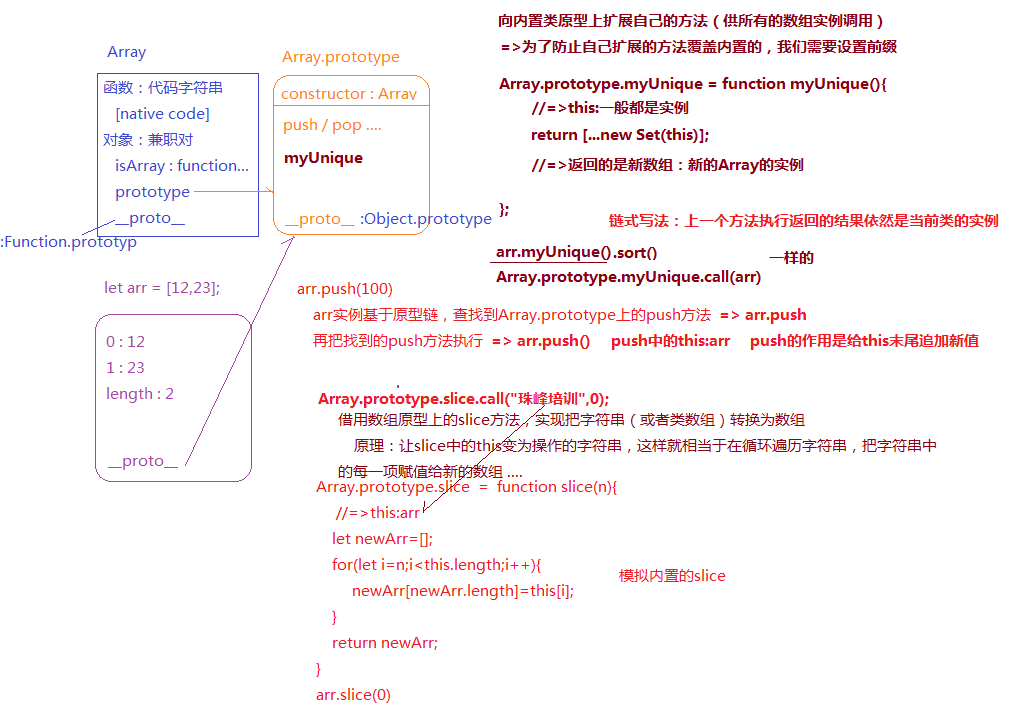 Array
函数：代码字符串
[native code]
对象：兼职对
isArray : function...
prototype
__proto__
:Function.prototyp
Array.prototype
constructor : Array
push / pop ....
myUnique
__proto__ :Object.prototype
let arr = [12,23];
0 : 12
1 : 23
length : 2
__proto__
向内置类原型上扩展自己的方法（供所有的数组实例调用）
=>为了防止自己扩展的方法覆盖内置的，我们需要设置前缀
Array.prototype.myUnique = function myUnique(){
//=>this:一般都是实例
return [...new Set(this)];
//=>返回的是新数组：新的Array的实例
};
链式写法：上一个方法执行返回的结果依然是当前类的实例
arr.myUnique().sort()
一样的
Array.prototype.myUnique.call(arr)
arr.push(100)
arr实例基于原型链，查找到Array.prototype上的push方法 => arr.push
再把找到的push方法执行 => arr.push() push中的this:arr push的作用是给this末尾追加新值
Array.prototype.slice.call("珠峰培训",0);
借用数组原型上的slice方法，实现把字符串（或者类数组）转换为数组
原理：让slice中的this变为操作的字符串，这样就相当于在循环遍历字符串，把字符串中
的每一项赋值给新的数组 ....
Array.prototype.slice = function slice(n){
//=>this:arr
let newArr=[];
for(let i=n;i<this.length;i++){
newArr[newArr.length]=this[i];
}
return newArr;
}
arr.slice(0)
模拟内置的slice